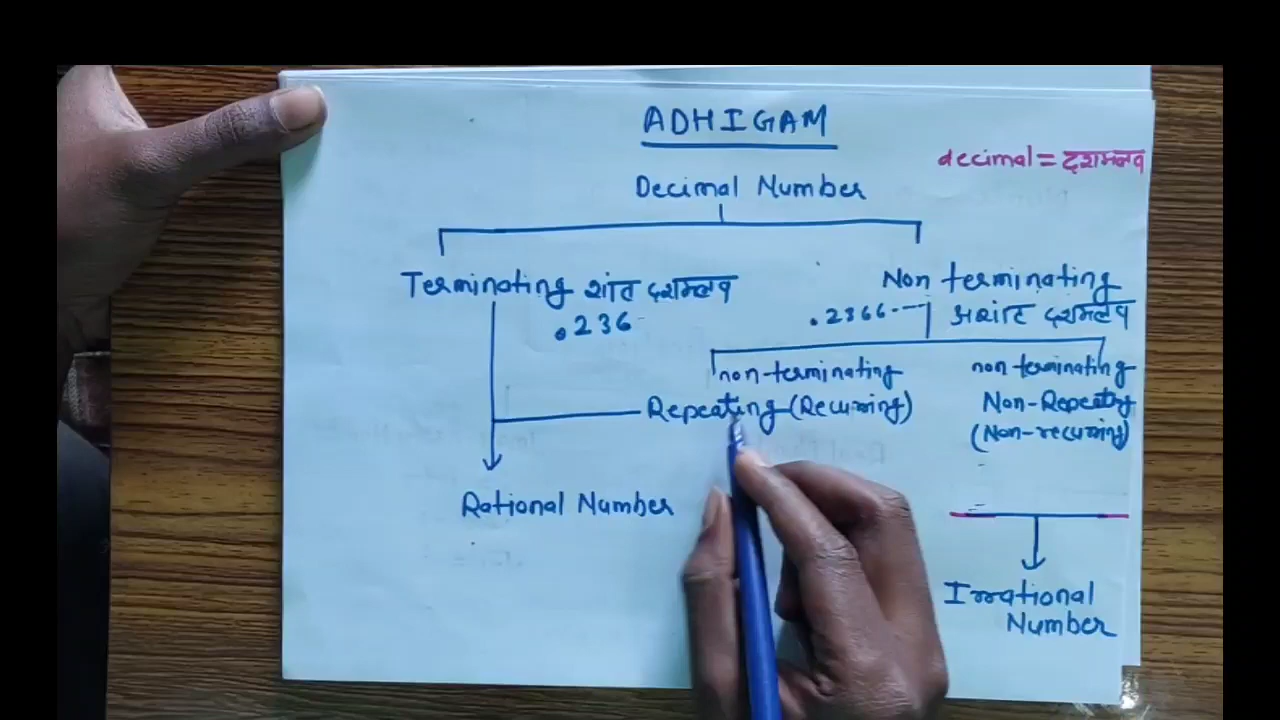 ADHIGAM
decimal = दशमलव
Decimal Number
Terminating शांत दशमलव
.236
Non terminating
.2366---
अशांत दशमलव
non-terminating
Repeating (Recurring)
non terminating
Non-Repeatng
(Non-recurring)
Rational Number
Irrational
Number